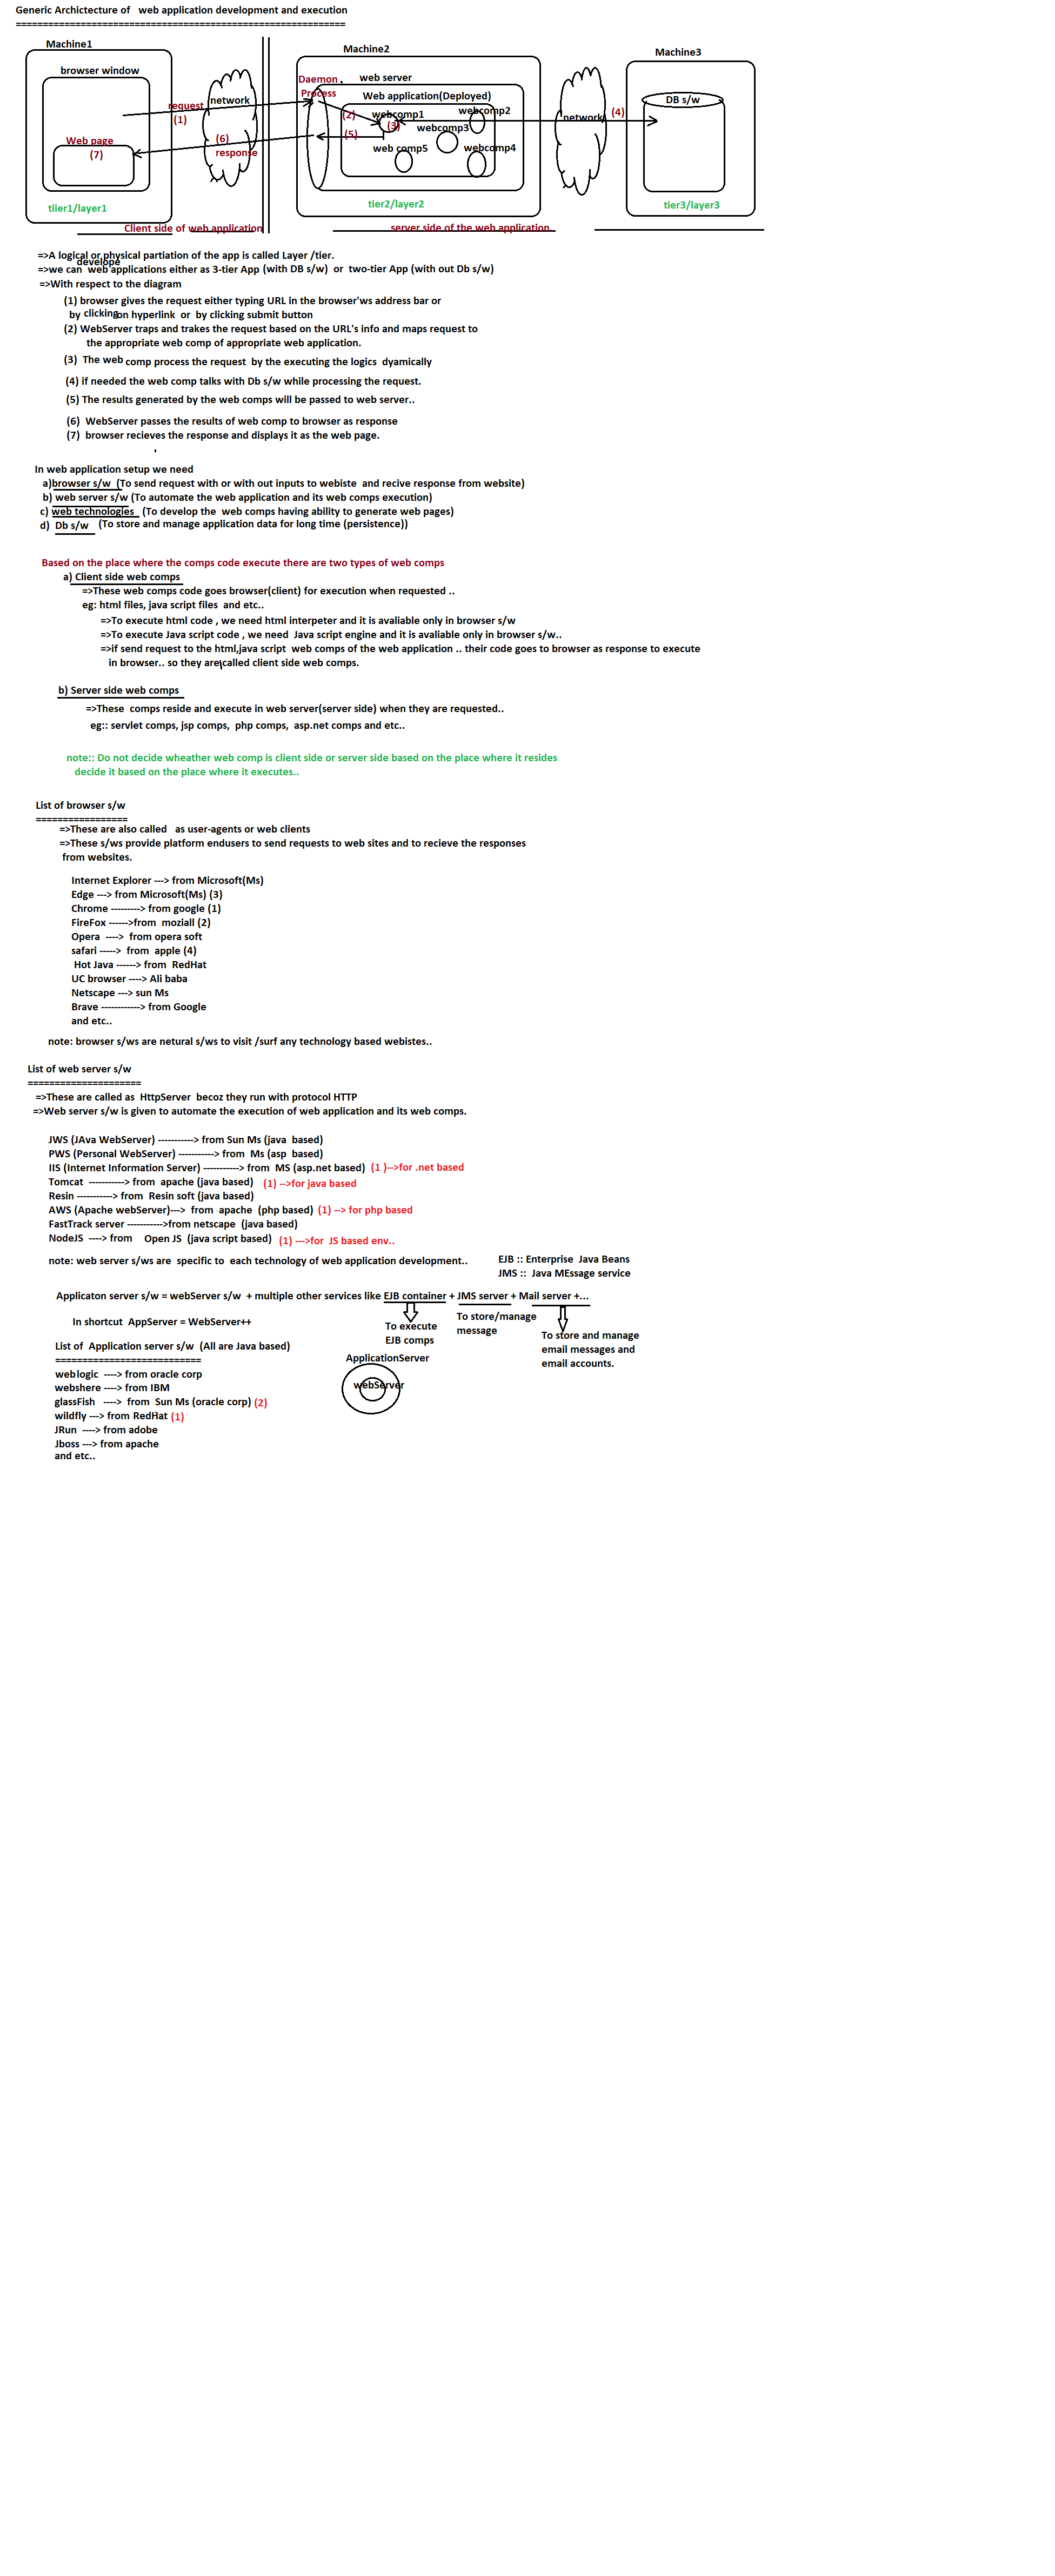 Generic Archictecture of web application development and execution
==============================================================
Machine1
Machine2
Machine3
browser window
Daemon
Process
web server
Web application(Deployed)
DB s/w
network
request
(1)
(2)
webcomp1
webcomp2
(3)
webcomp3
network
(4)
(5)
(6)
response
Web page
(7)
web comp5
webcomp4
tiier1/layer1
tier2/layer2
tier3/layer3
Client side of web application
server side of the web application
=>A logical or physical partiation of the app is called Layer /tier.
develope
=>we can web applications either as 3-tier App (with DB s/w) or two-tier App (with out Db s/w)
=>With respect to the diagram
(1) browser gives the request either typing URL in the browser'ws address bar or
by clicking on hyperlink or by clicking submit button
(2) WebServer traps and trakes the request based on the URL's info and maps request to
the appropriate web comp of appropriate web application.
(3) The web comp process the request by the executing the logics dyamically
(4) if needed the web comp talks with Db s/w while processing the request.
(5) The results generated by the web comps will be passed to web server..
(6) WebServer passes the results of web comp to browser as response
(7) browser recieves the response and displays it as the web page.
In web application setup we need
a)browser s/w (To send request with or with out inputs to webiste and recive response from website)
b) web server s/w (To automate the web application and its web comps execution)
c) web technologies (To develop the web comps having ability to generate web pages)
d) Db s/w (To store and manage application data for long time (persistence))
Based on the place where the comps code execute there are two types of web comps
a) Client side web comps
=>These web comps code goes browser(client) for execution when requested ..
eg: html files, java script files and etc..
=>To execute html code , we need html interpeter and it is avaliable only in browser s/w
=>To execute Java script code , we need Java script engine and it is avaliable only in browser s/w..
=>if send request to the html,java script web comps of the web application .. their code goes to browser as response to execute
in browser.. so they are called client side web comps.
b) Server side web comps
=>These comps reside and execute in web server(server side) when they are requested..
eg:: servlet comps, jsp comps, php comps, asp.net comps and etc..
note:: Do not decide wheather web comp is client side or server side based on the place where it resides
decide it based on the place where it executes..
List of browser s/w
=================
=>These are also called as user-agents or web clients
=>These s/ws provide platform endusers to send requests to web sites and to recieve the responses
from websites.
Internet Explorer ---> from Microsoft(Ms)
Edge ---> from Microsoft(Ms) (3)
Chrome ---------> from google (1)
FireFox ------>from moziall (2)
Opera ----> from opera soft
safari -----> from apple (4)
Hot Java ------> from RedHat
UC browser ----> Ali baba
Netscape ---> sun Ms
Brave ------------> from Google
and etc..
note: browser s/ws are netural s/ws to visit /surf any technology based webistes..
List of web server s/w
=====================
=>These are called as HttpServer becoz they run with protocol HTTP
=>Web server s/w is given to automate the execution of web application and its web comps.
JWS (JAva WebServer) -----------> from Sun Ms (java based)
PWS (Personal WebServer) -----------> from Ms (asp based)
IIS (Internet Information Server) -----------> from MS (asp.net based) (1 )-->for .net based
Tomcat -----------> from apache (java based) (1) -->for java based
Resin -----------> from Resin soft (java based)
AWS (Apache webServer)---> from apache (php based) (1) --> for php based
FastTrack server ----------->from netscape (java based)
NodeJS ----> from Open JS (java script based) (1) --->for JS based env..
note: web server s/ws are specific to each technology of web application development..
EJB :: Enterprise Java Beans
JMS :: Java MEssage service
Applicaton server s/w = webServer s/w + multiple other services like EJB container + JMS server + Mail server +...
To execute
EJB comps
To store/manage
message
To store and manage
email messages and
email accounts.
In shortcut AppServer = WebServer++
List of Application server s/w (All are Java based)
===========================
ApplicationServer
webServer
weblogic ----> from oracle corp
webshere ----> from IBM
glassFish ----> from Sun Ms (oracle corp) (2)
wildfly ---> from RedHat (1)
JRun ----> from adobe
Jboss ---> from apache
and etc..